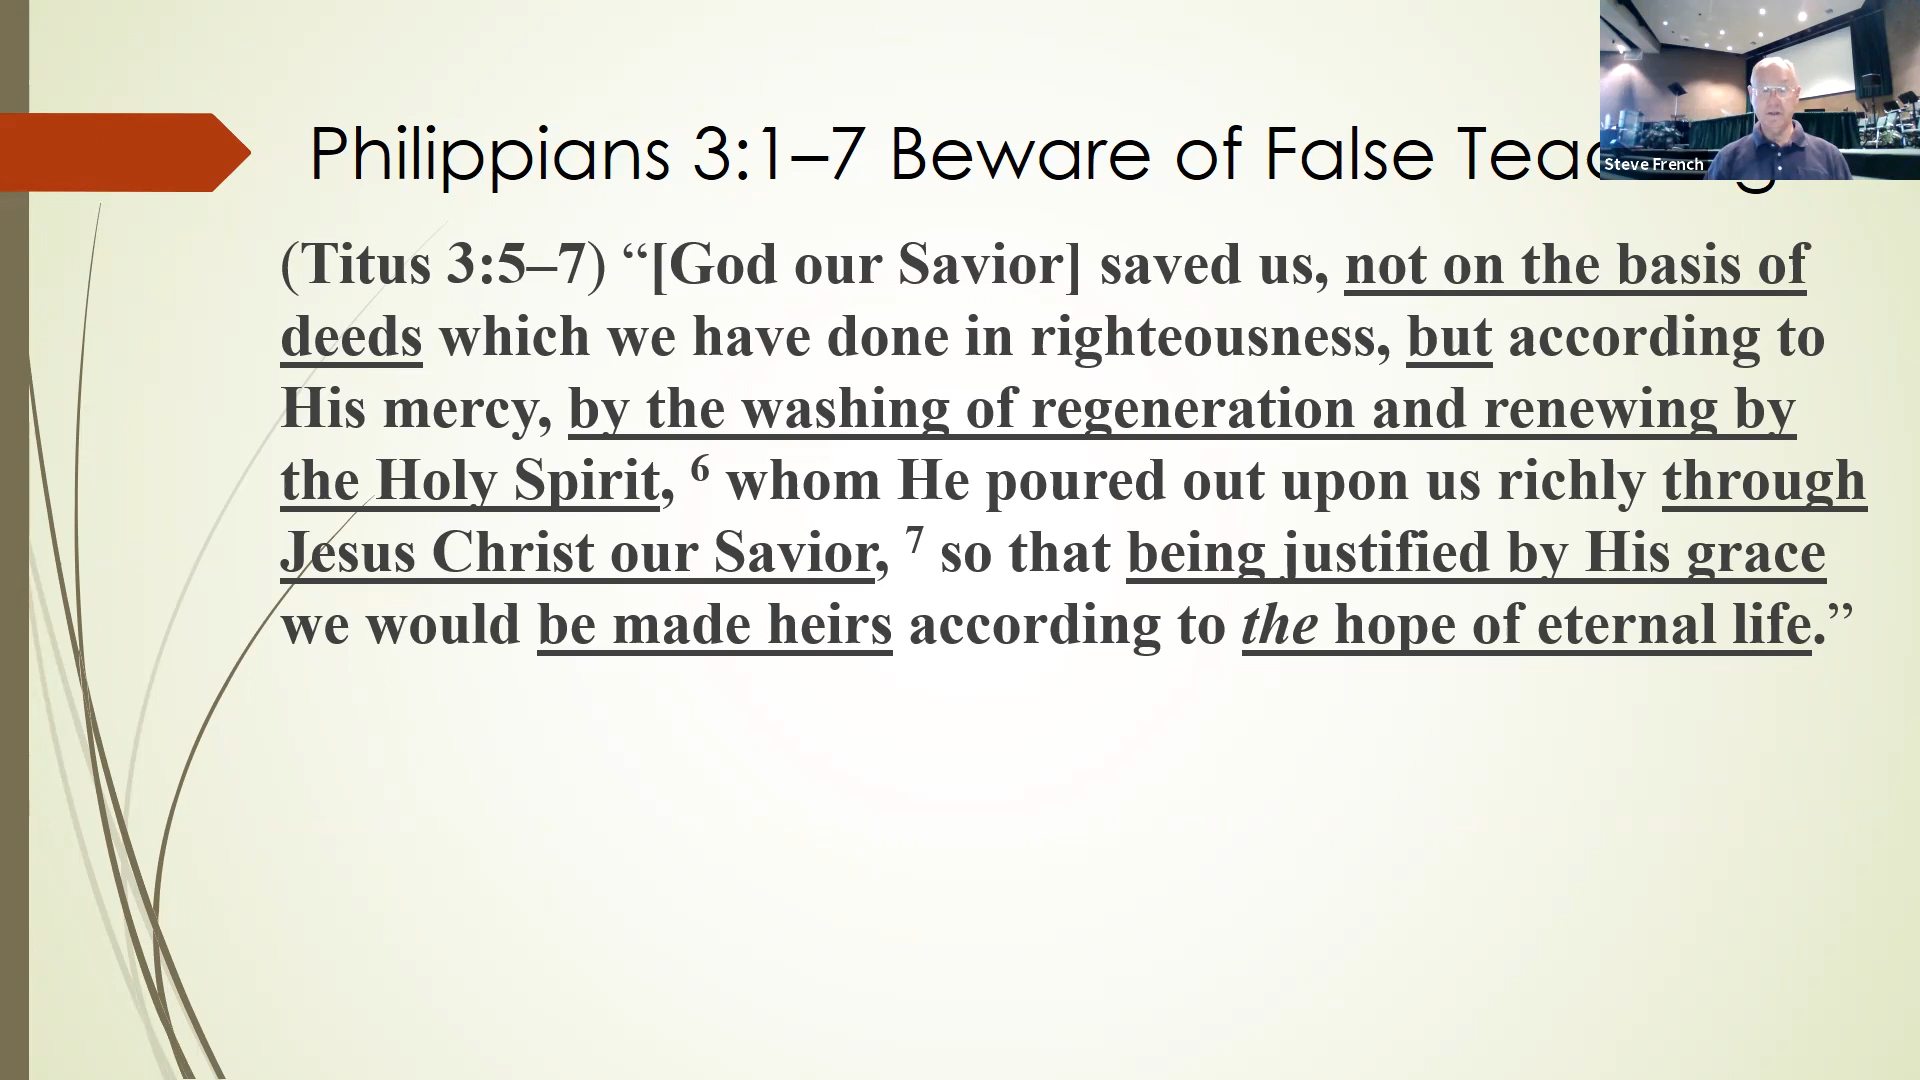 Philippians 3:1–7 Beware of False
Steve French
(Titus 3:5–7) “[God our Savior] saved us, not on the basis of
deeds which we have done in righteousness, but according to
His mercy, by the washing of regeneration and renewing by
the Holy Spirit, ⁶ whom He poured out upon us richly through
Jesus Christ our Savior, ⁷ so that being justified by His grace
we would be made heirs according to the hope of eternal life.”